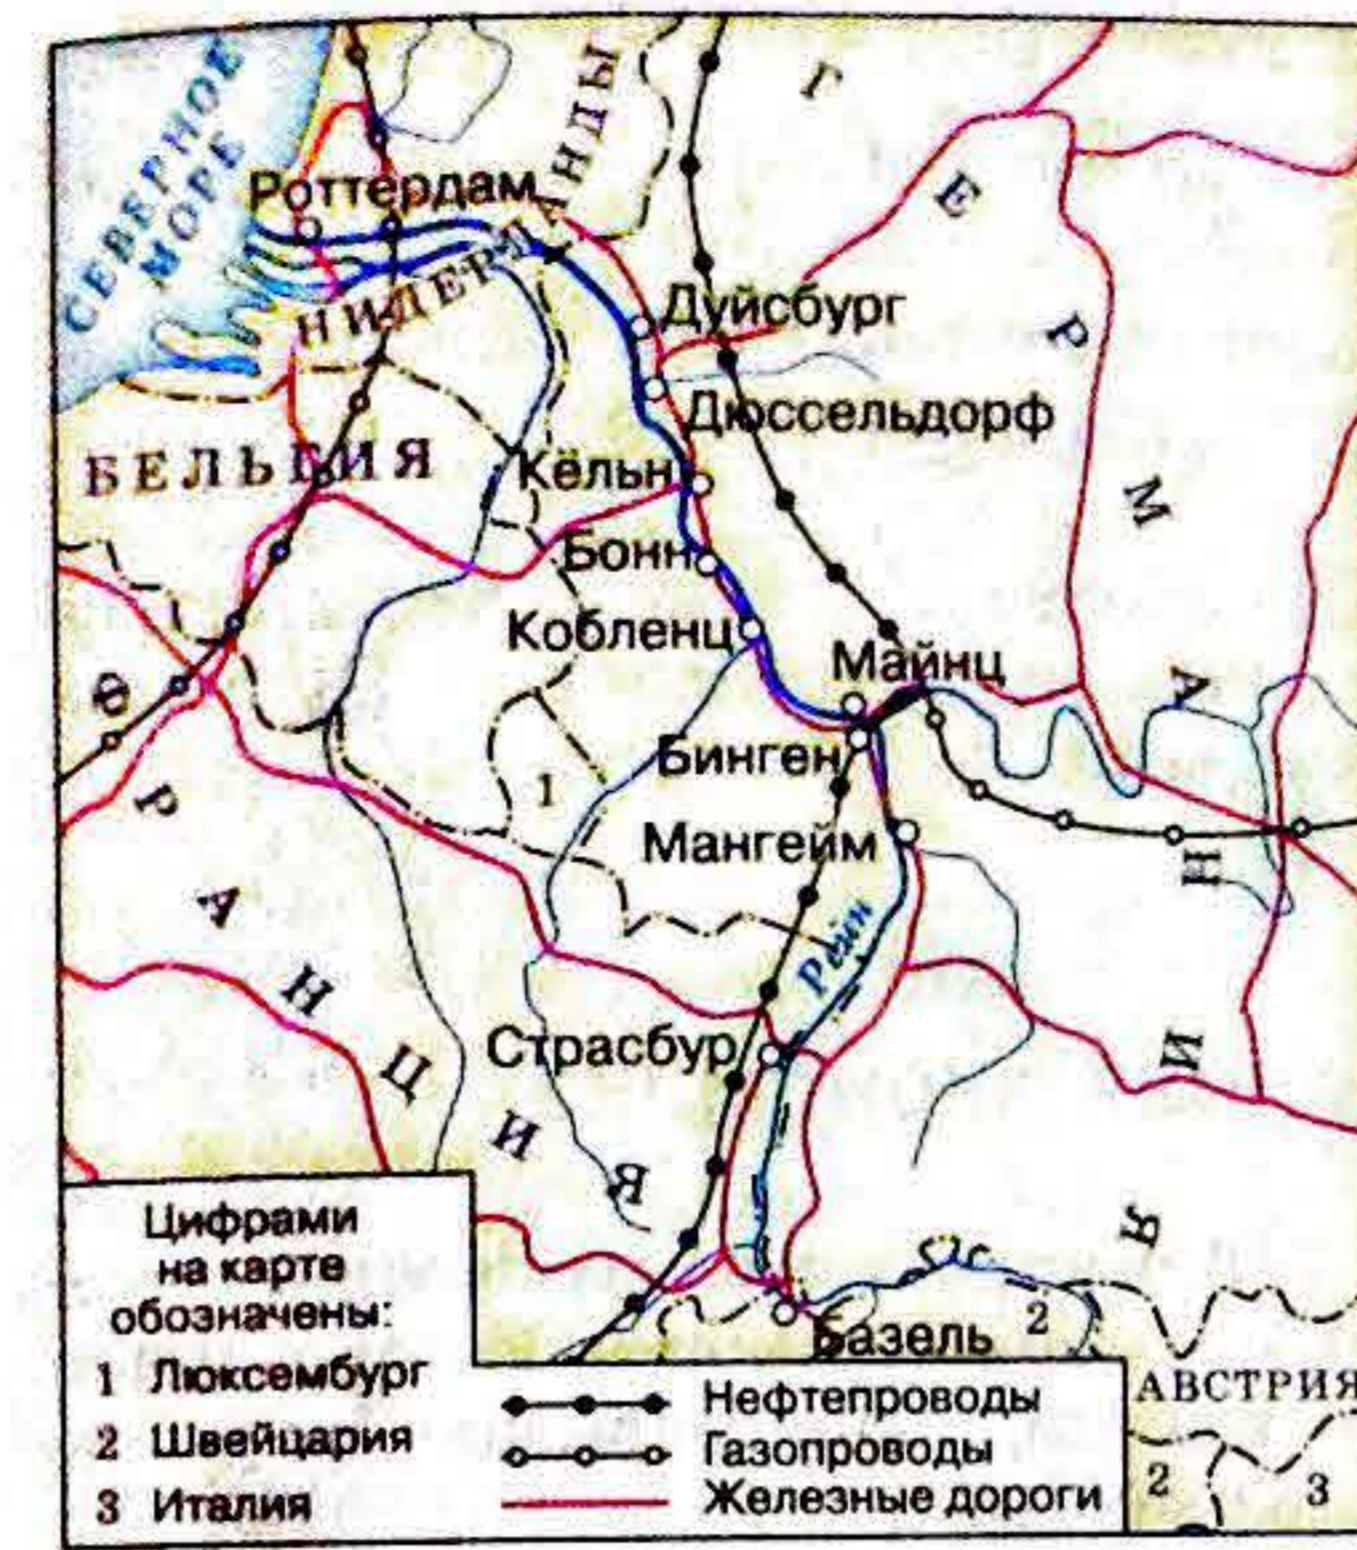 СЕВЕРНОЕ
МОРЕ
Роттердам
НИДЕРЛАНДЫ
Дуйсбург
Дюссельдорф
БЕЛЬГИЯ
Кёльн
Бонн
Кобленц
Майнц
Бинген
Мангейм
Рейн
Страсбур
Базель
ГЕРМАНИЯ
ФРАНЦИЯ
1
2
АВСТРИЯ
2
3
Цифрами
на карте
обозначены:
1 Люксембург
2 Швейцария
3 Италия
Нефтепроводы
Газопроводы
Железные дороги